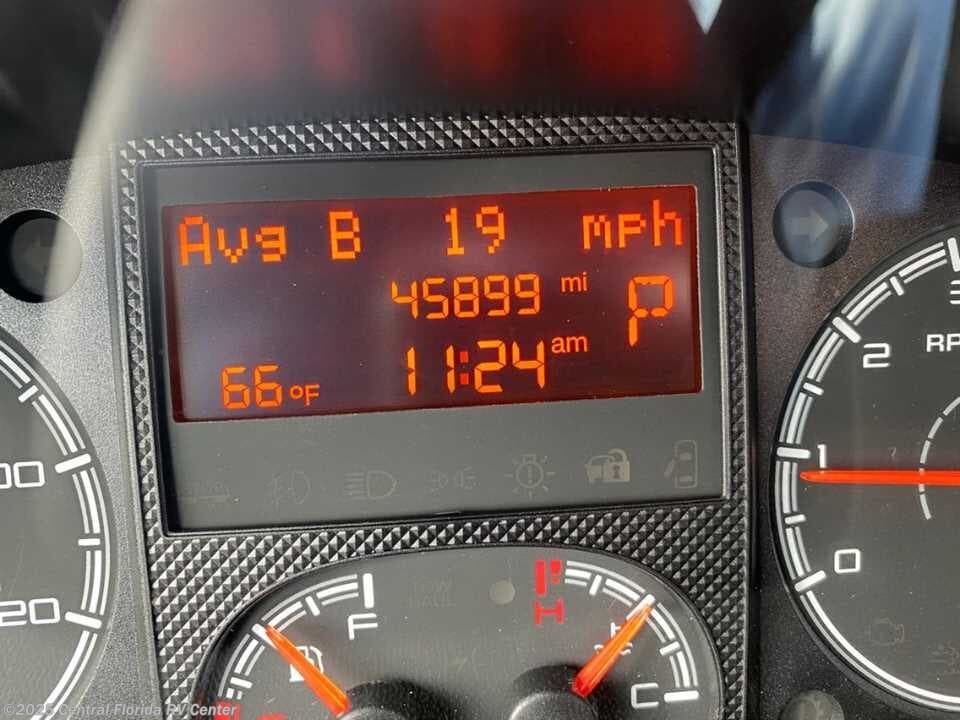 Avg B 19 mph
45899 mi
P
11:24 am
66°F
3
RP
2
1
00
0
20
F
H
C
© 2025 Central Florida RV Center